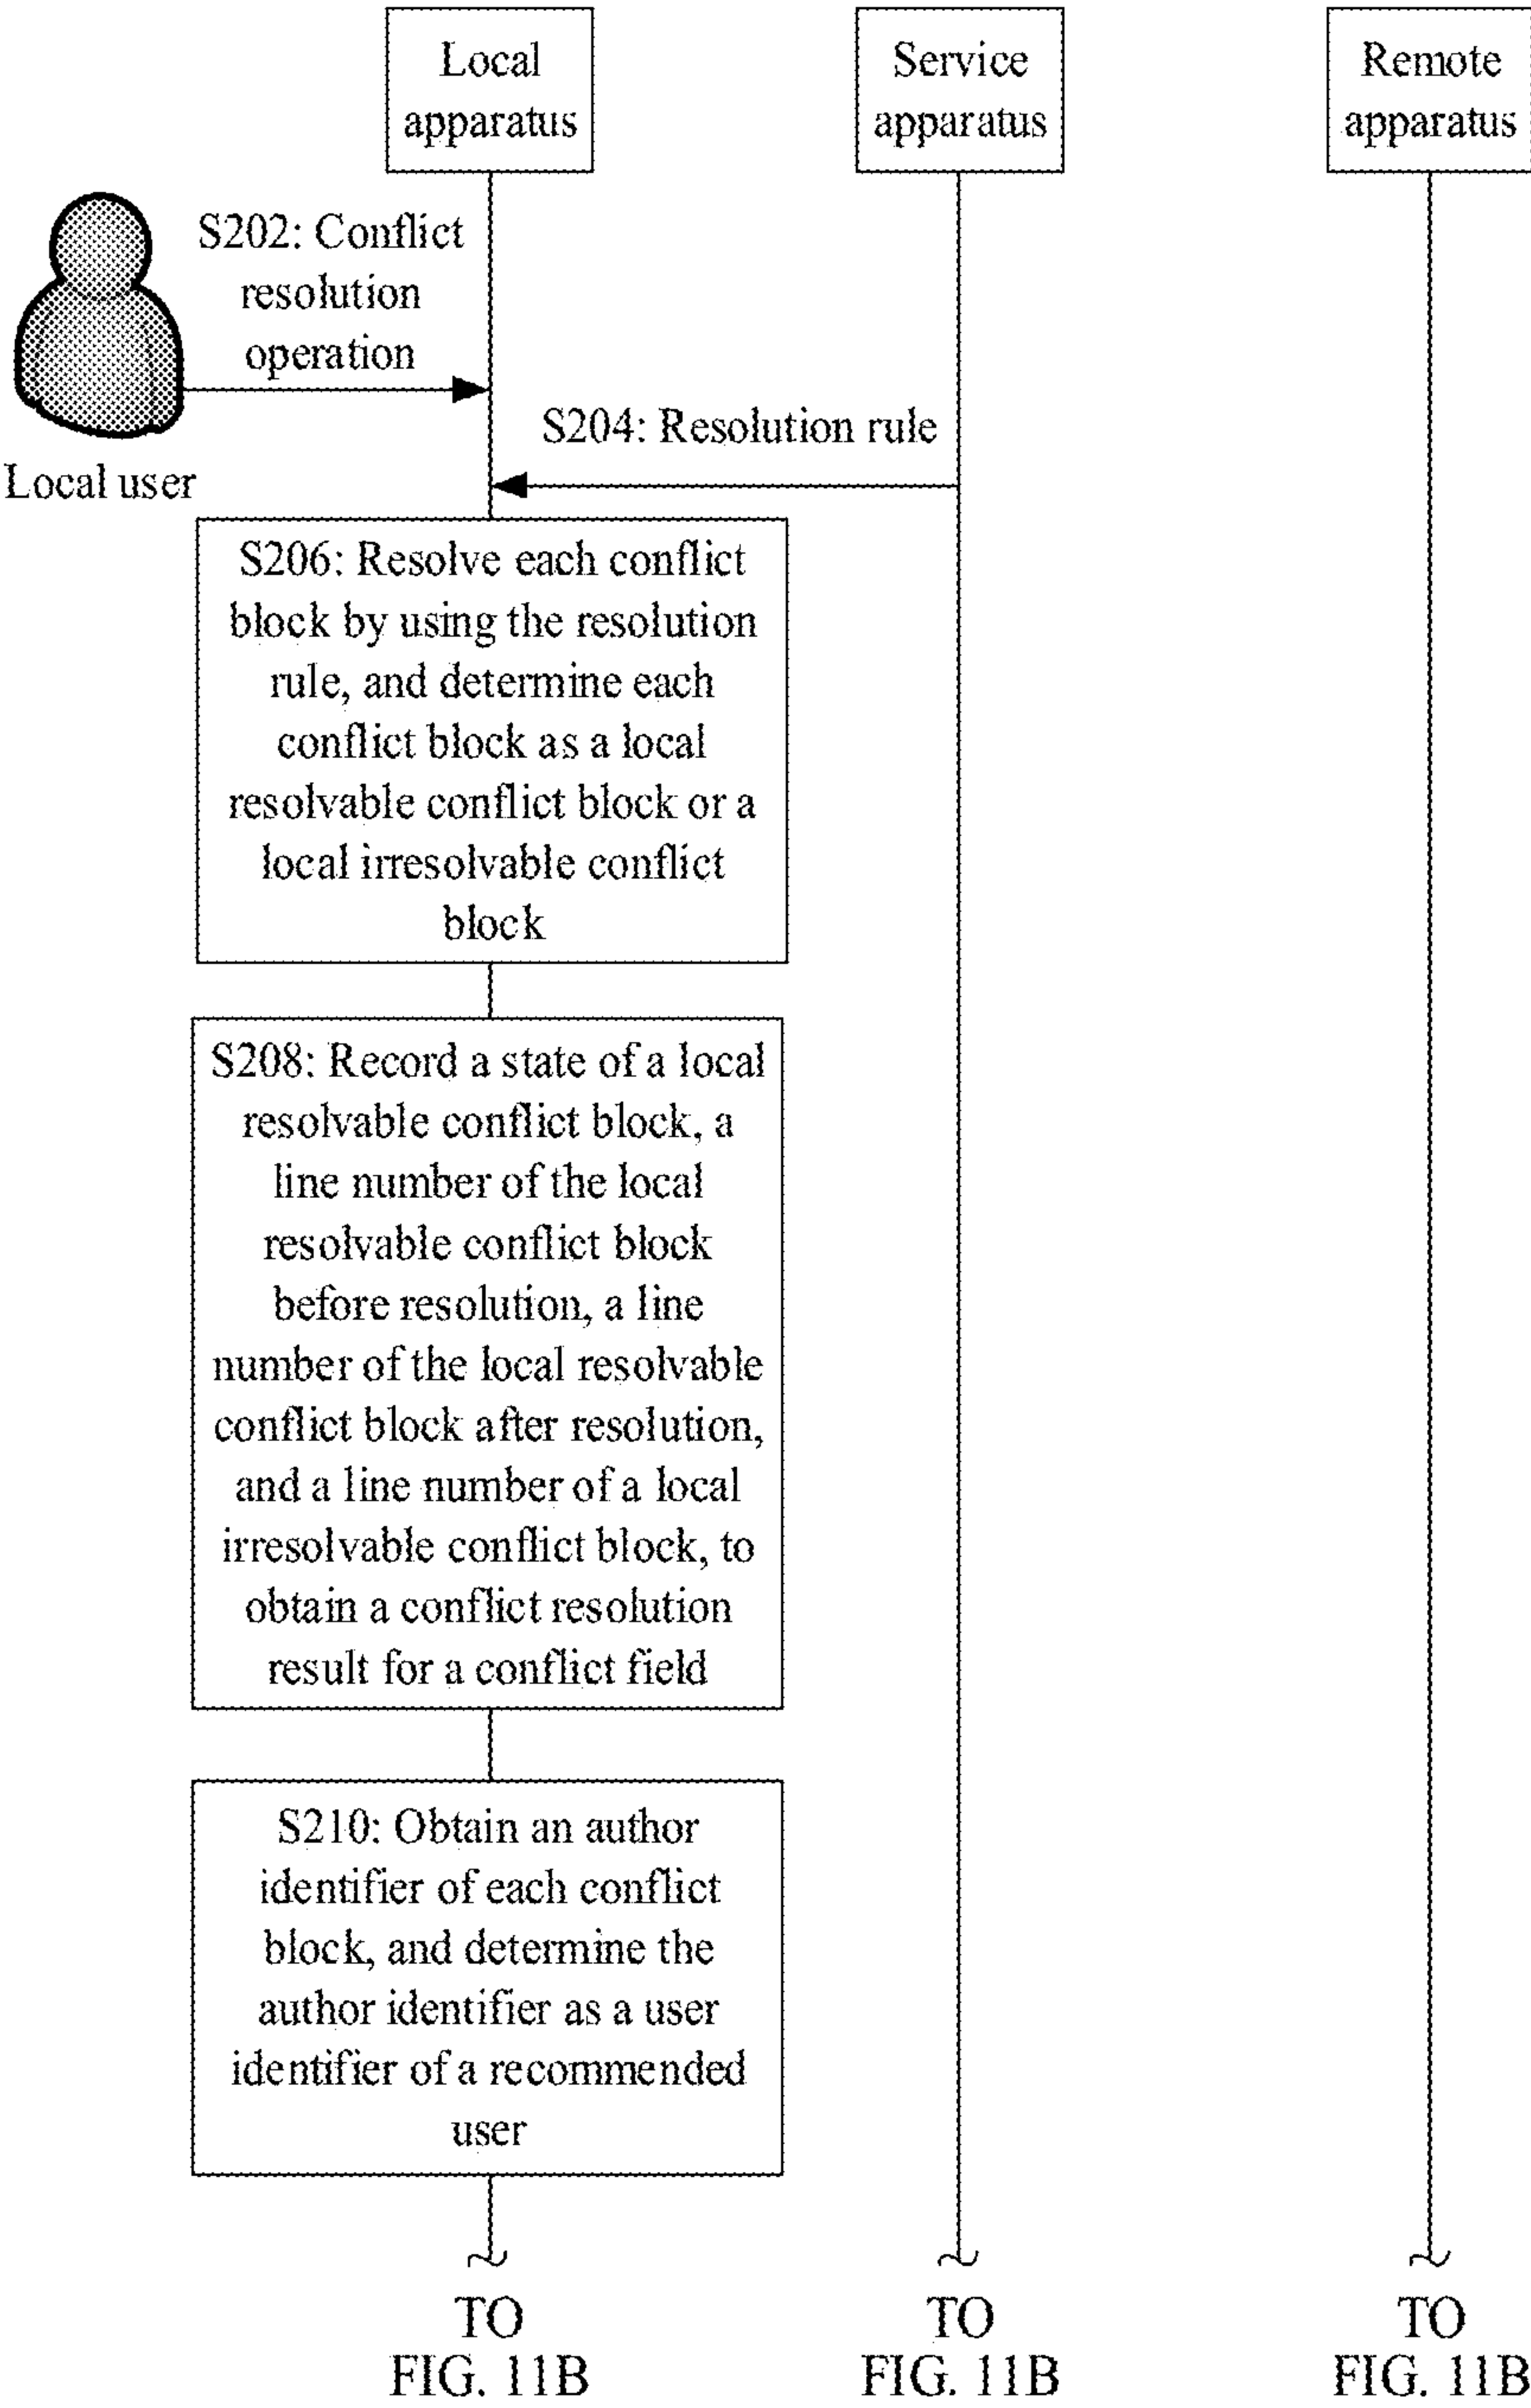 Local
apparatus
Service
apparatus
Remote
apparatus
S202: Conflict
resolution
operation
Local user
S204: Resolution rule
S206: Resolve each conflict
block by using the resolution
rule, and determine each
conflict block as a local
resolvable conflict block or a
local irresolvable conflict
block
S208: Record a state of a local
resolvable conflict block, a
line number of the local
resolvable conflict block
before resolution, a line
number of the local resolvable
conflict block after resolution,
and a line number of a local
irresolvable conflict block, to
obtain a conflict resolution
result for a conflict field
S210: Obtain an author
identifier of each conflict
block, and determine the
author identifier as a user
identifier of a recommended
user
TO
FIG. 11B
TO
FIG. 11B
TO
FIG. 11B